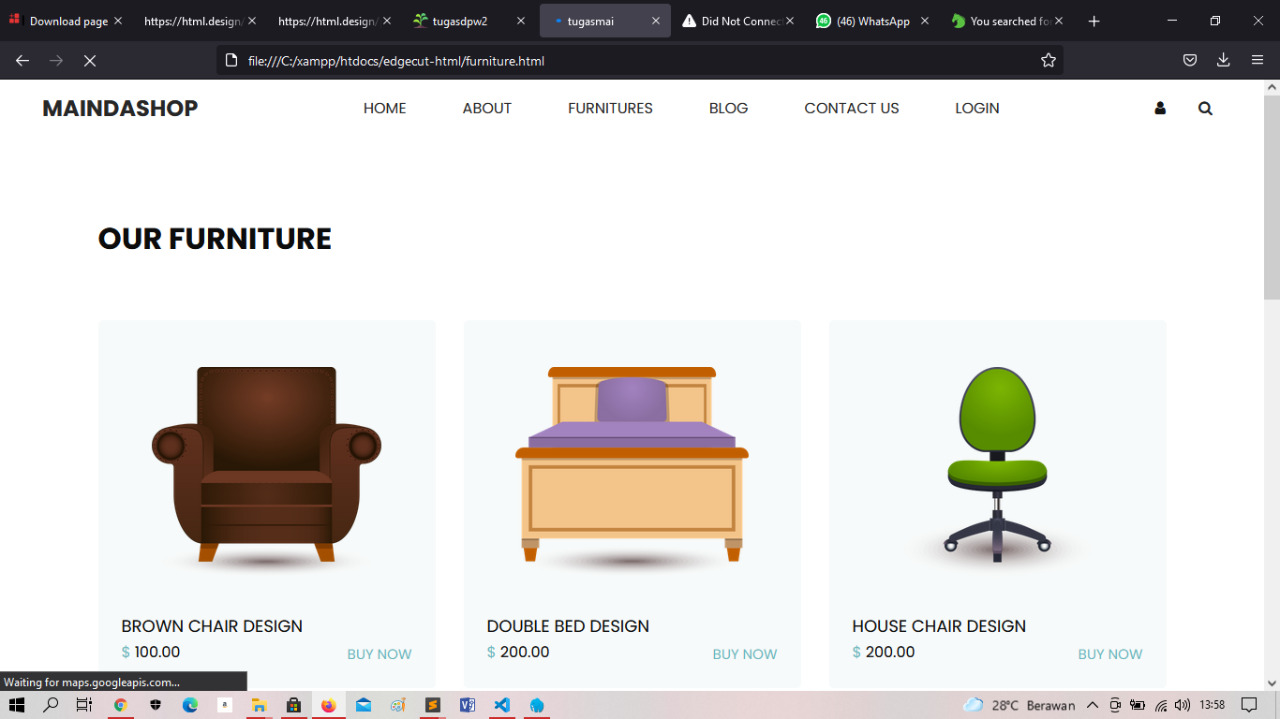 Download page
https://html.design/
https://html.design/
tugasdpw2
tugasmai
Did Not Connec
(46) WhatsApp
You searched fo
file:///C:/xampp/htdocs/edgecut-html/furniture.html
MAINDASHOP
HOME
ABOUT
FURNITURES
BLOG
CONTACT US
LOGIN
OUR FURNITURE
BROWN CHAIR DESIGN
$ 100.00
BUY NOW
DOUBLE BED DESIGN
$ 200.00
BUY NOW
HOUSE CHAIR DESIGN
$ 200.00
BUY NOW
Waiting for maps.googleapis.com...
28°C Berawan
13:58